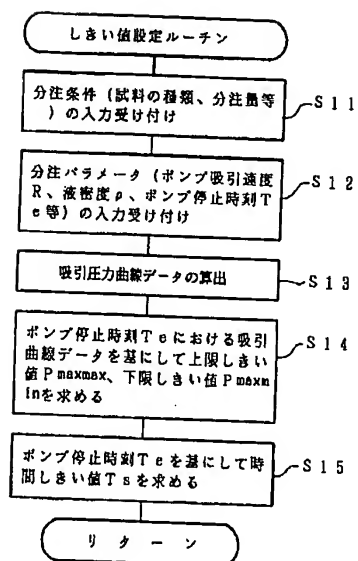 しきい値設定ルーチン
分注条件（試料の種類、分注量等
）の入力受け付け
S11
分注パラメータ（ポンプ吸引速度
R、液密度ρ、ポンプ停止時刻T
e等）の入力受け付け
S12
吸引圧力曲線データの算出
S13
ポンプ停止時刻Teにおける吸引
曲線データを基にして上限しきい
値Pmaxmax、下限しきい値Pmaxm
inを求める
S14
ポンプ停止時刻Teを基にして時
間しきい値Tsを求める
S15
リターン